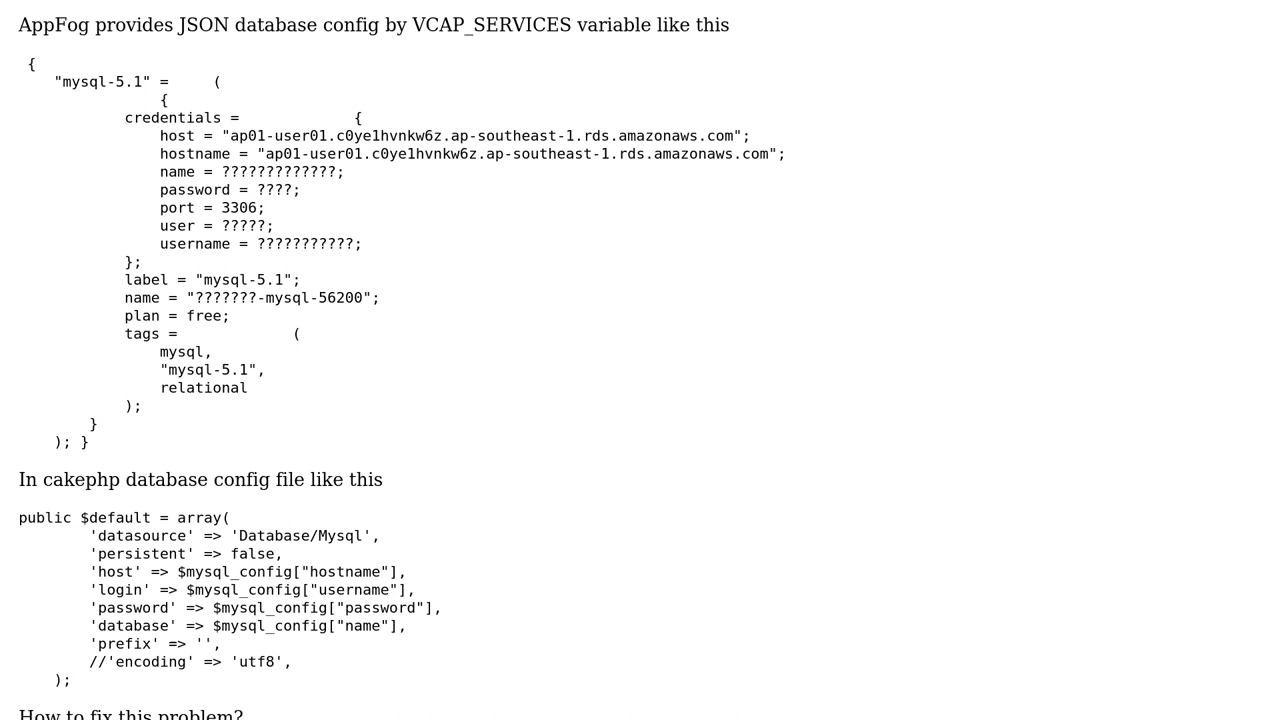 AppFog provides JSON database config by VCAP_SERVICES variable like this
{
"mysql-5.1" =     (
{
credentials =             {
host = "ap01-user01.c0ye1hvnkw6z.ap-southeast-1.rds.amazonaws.com";
hostname = "ap01-user01.c0ye1hvnkw6z.ap-southeast-1.rds.amazonaws.com";
name = ?????????????;
password = ????;
port = 3306;
user = ?????;
username = ???????????;
};
label = "mysql-5.1";
name = "???????-mysql-56200";
plan = free;
tags =             (
mysql,
"mysql-5.1",
relational
);
}
); }
In cakephp database config file like this
public $default = array(
'datasource' => 'Database/Mysql',
'persistent' => false,
'host' => $mysql_config["hostname"],
'login' => $mysql_config["username"],
'password' => $mysql_config["password"],
'database' => $mysql_config["name"],
'prefix' => '',
//'encoding' => 'utf8',
);
How to fix this problem?